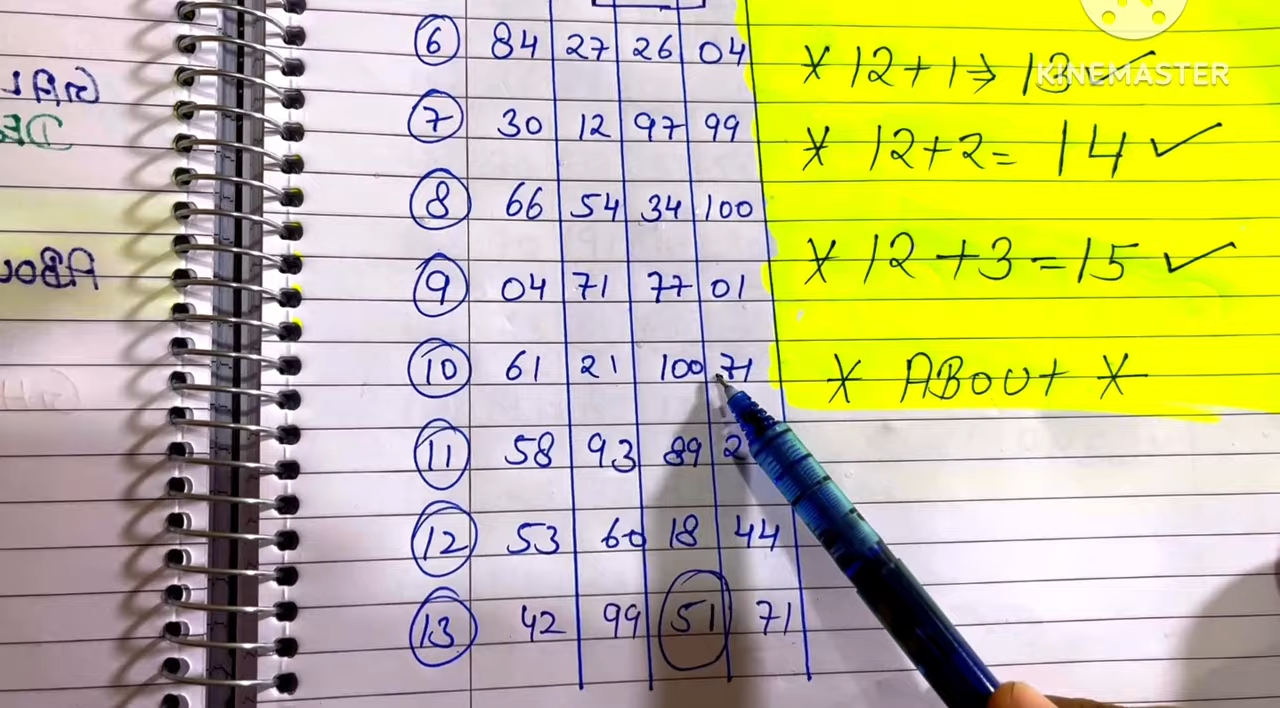 6 84 27 26 04
7 30 12 97 99
8 66 54 34 100
9 04 71 77 01
10 61 21 100 71
11 58 93 89 2
12 53 60 18 44
13 42 99 51 71
* 12+1→ 13 ✓
* 12+2= 14 ✓
* 12+3=15 ✓
* ABOUt *
KINEMASTER